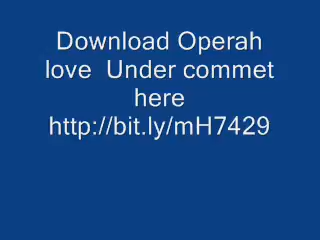 Download Operah
love  Under commet
here
http://bit.ly/mH7429